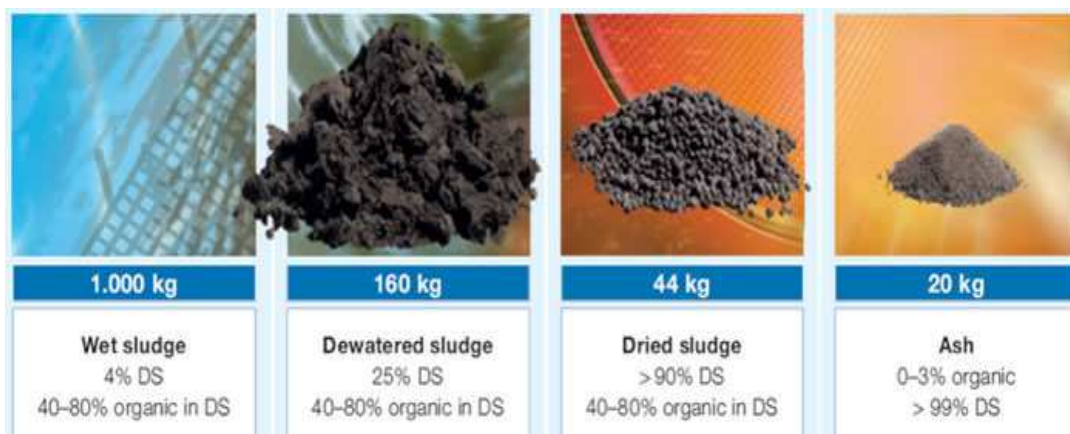 1.000 kg
160 kg
44 kg
20 kg
Wet sludge
4% DS
40–80% organic in DS
Dewatered sludge
25% DS
40–80% organic in DS
Dried sludge
>90% DS
40–80% organic in DS
Ash
0–3% organic
> 99% DS